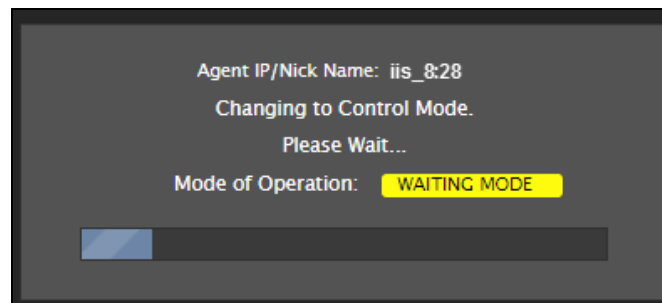 Agent IP/Nick Name: iis_8:28
Changing to Control Mode.
Please Wait...
Mode of Operation: WAITING MODE